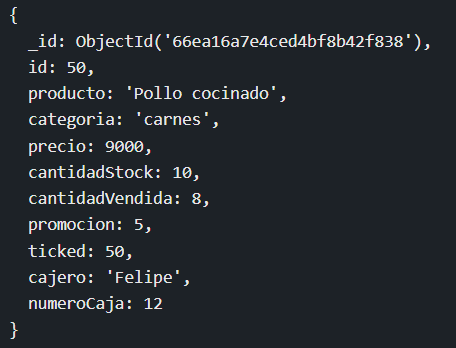 {
  _id: ObjectId('66ea16a7e4ced4bf8b42f838'),
  id: 50,
  producto: 'Pollo cocinado',
  categoria: 'carnes',
  precio: 9000,
  cantidadStock: 10,
  cantidadVendida: 8,
  promocion: 5,
  ticked: 50,
  cajero: 'Felipe',
  numeroCaja: 12
}